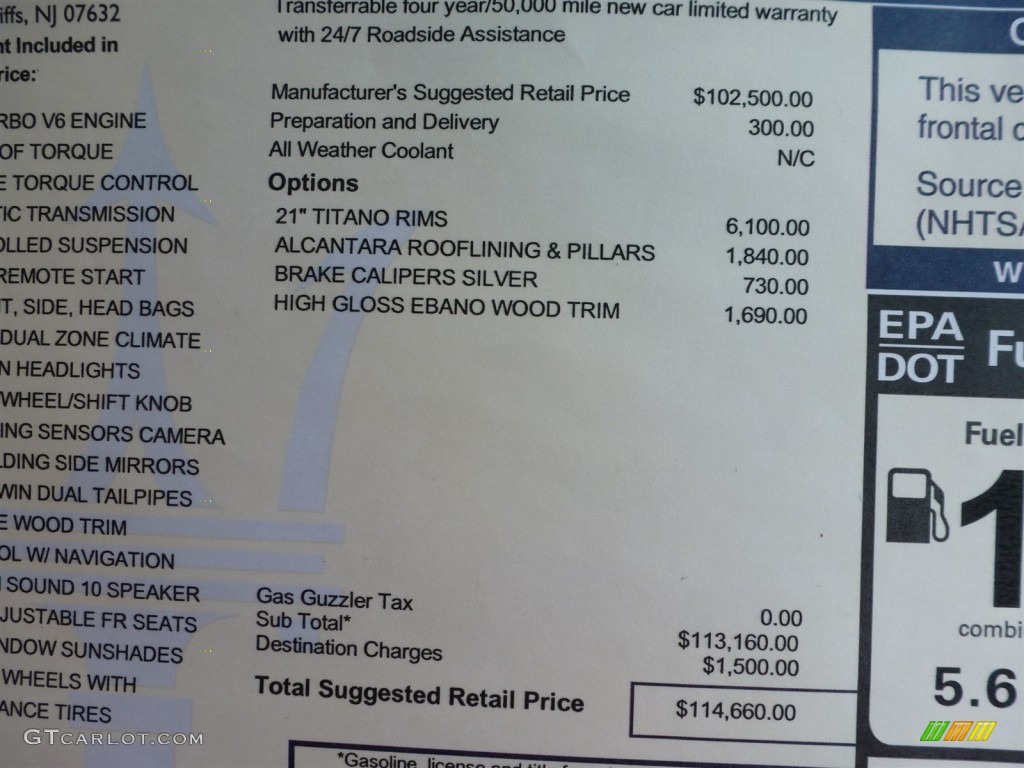 iffs, NJ 07632
nt Included in
rice:
RBO V6 ENGINE
OF TORQUE
E TORQUE CONTROL
TIC TRANSMISSION
OLLED SUSPENSION
REMOTE START
T, SIDE, HEAD BAGS
DUAL ZONE CLIMATE
N HEADLIGHTS
WHEEL/SHIFT KNOB
ING SENSORS CAMERA
LDING SIDE MIRRORS
WIN DUAL TAILPIPES
E WOOD TRIM
OL W/ NAVIGATION
SOUND 10 SPEAKER
JUSTABLE FR SEATS
NDOW SUNSHADES
WHEELS WITH
ANCE TIRES
Transferrable four year/50,000 mile new car limited warranty
with 24/7 Roadside Assistance
Manufacturer's Suggested Retail Price $102,500.00
Preparation and Delivery 300.00
All Weather Coolant N/C
Options
21" TITANO RIMS 6,100.00
ALCANTARA ROOFLINING & PILLARS 1,840.00
BRAKE CALIPERS SILVER 730.00
HIGH GLOSS EBANO WOOD TRIM 1,690.00
Gas Guzzler Tax 0.00
Sub Total* $113,160.00
Destination Charges $1,500.00
Total Suggested Retail Price $114,660.00
*Gasoline, license and title
This ve
frontal c
Source
(NHTSA
W
EPA
DOT
Fu
Fuel
1
combi
5.6
GTCARLOT.COM